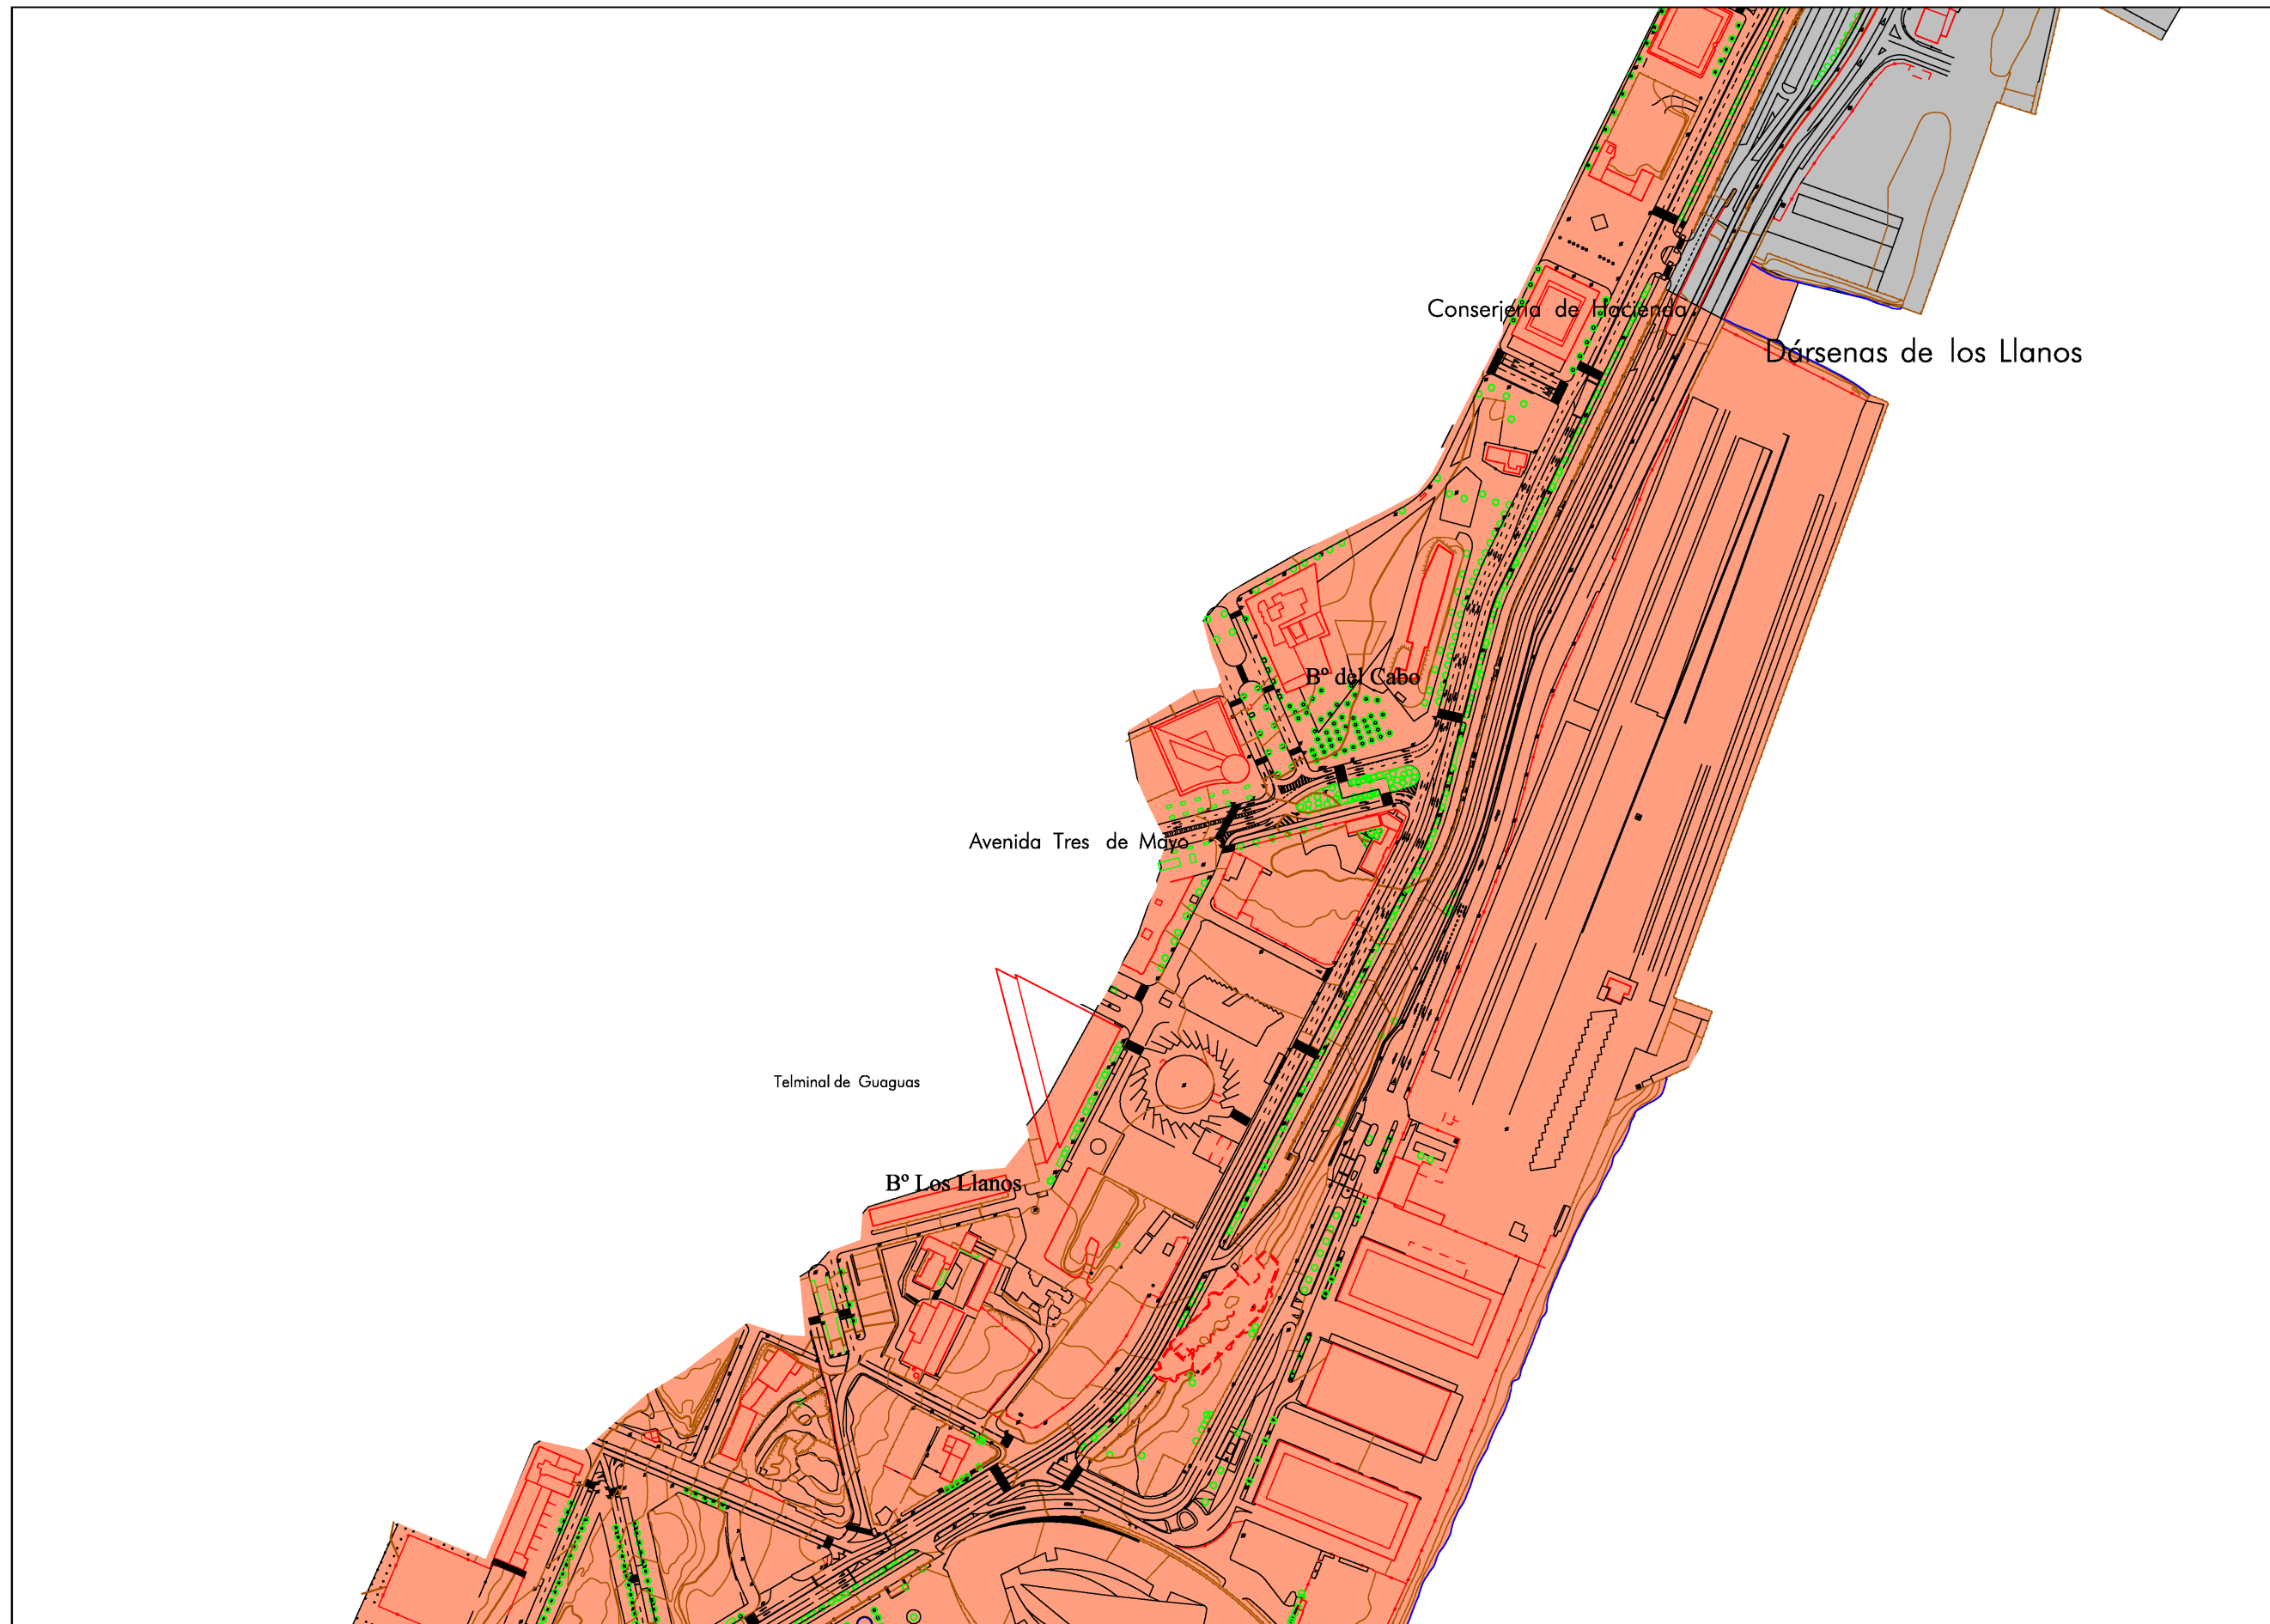 Conserjería de Hacienda
Dársenas de los Llanos
Bº del Cabo
Avenida Tres de Mayo
Telminal de Guaguas
Bº Los Llanos